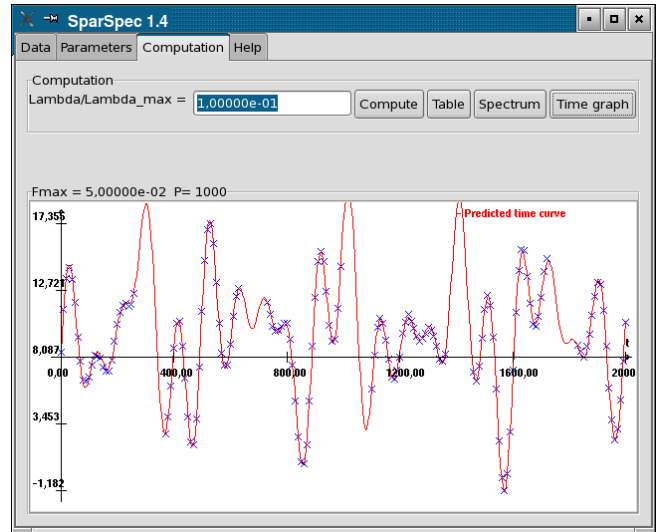 SparSpec 1.4
Data Parameters Computation Help
Computation
Lambda/Lambda_max = 1,00000e-01 Compute Table Spectrum Time graph
Fmax = 5,00000e-02 P= 1000
17,355
Predicted time curve
12,721
8,087
t
0,00 400,00 800,00 1200,00 1600,00 2000
3,453
-1,182